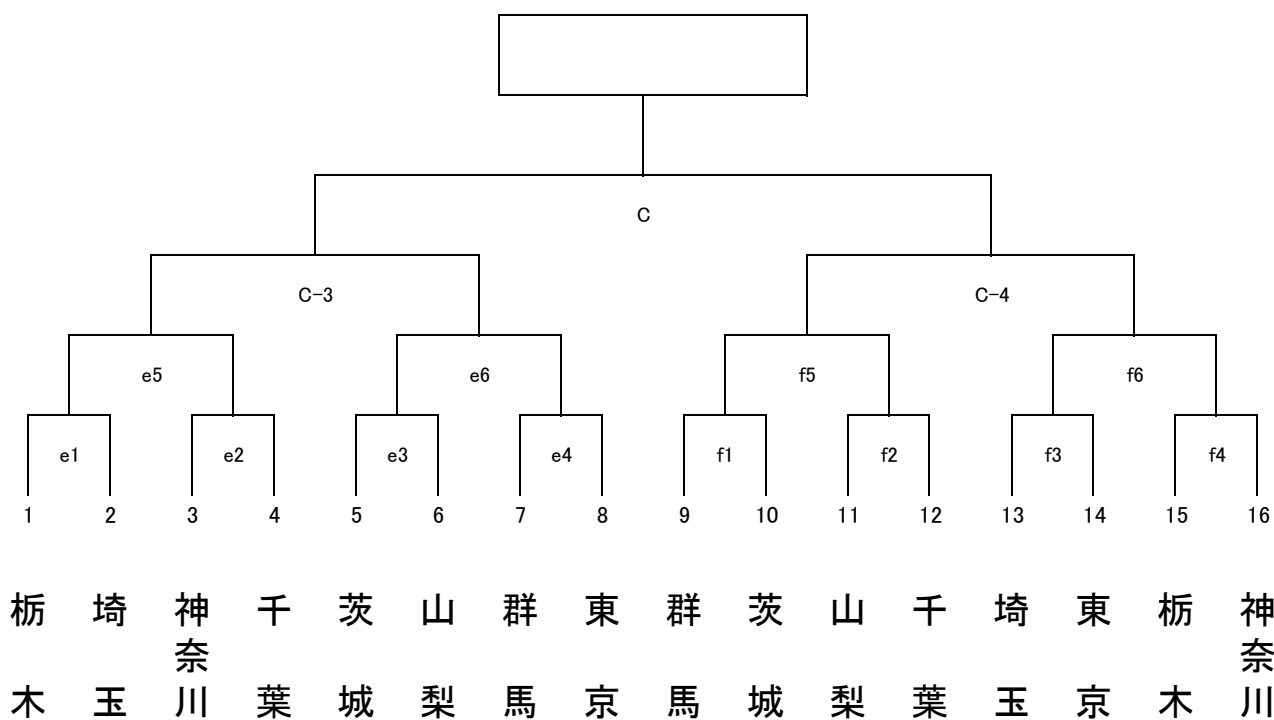 C
C-3 C-4
e5 e6 f5 f6
e1 e2 e3 e4 f1 f2 f3 f4
1 2 3 4 5 6 7 8 9 10 11 12 13 14 15 16
栃木
埼玉
神奈川
千葉
茨城
山梨
群馬
東京
群馬
茨城
山梨
千葉
埼玉
東京
栃木
神奈川